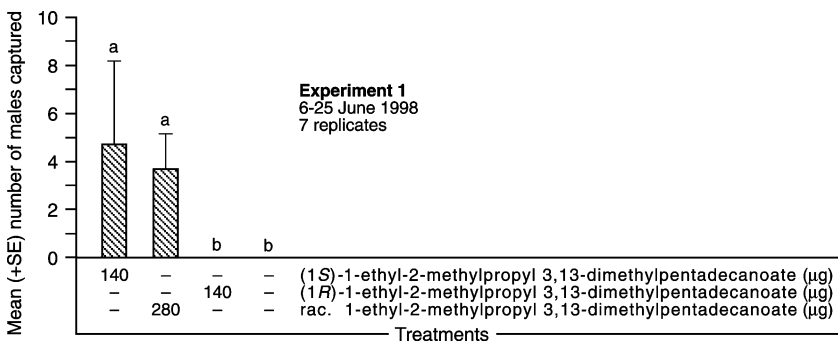 Mean (+SE) number of males captured
10
8
6
4
2
0
a
a
b
b
Experiment 1
6-25 June 1998
7 replicates
140 – – – (1S)-1-ethyl-2-methylpropyl 3,13-dimethylpentadecanoate (µg)
– – 140 – (1R)-1-ethyl-2-methylpropyl 3,13-dimethylpentadecanoate (µg)
– 280 – – rac. 1-ethyl-2-methylpropyl 3,13-dimethylpentadecanoate (µg)
Treatments